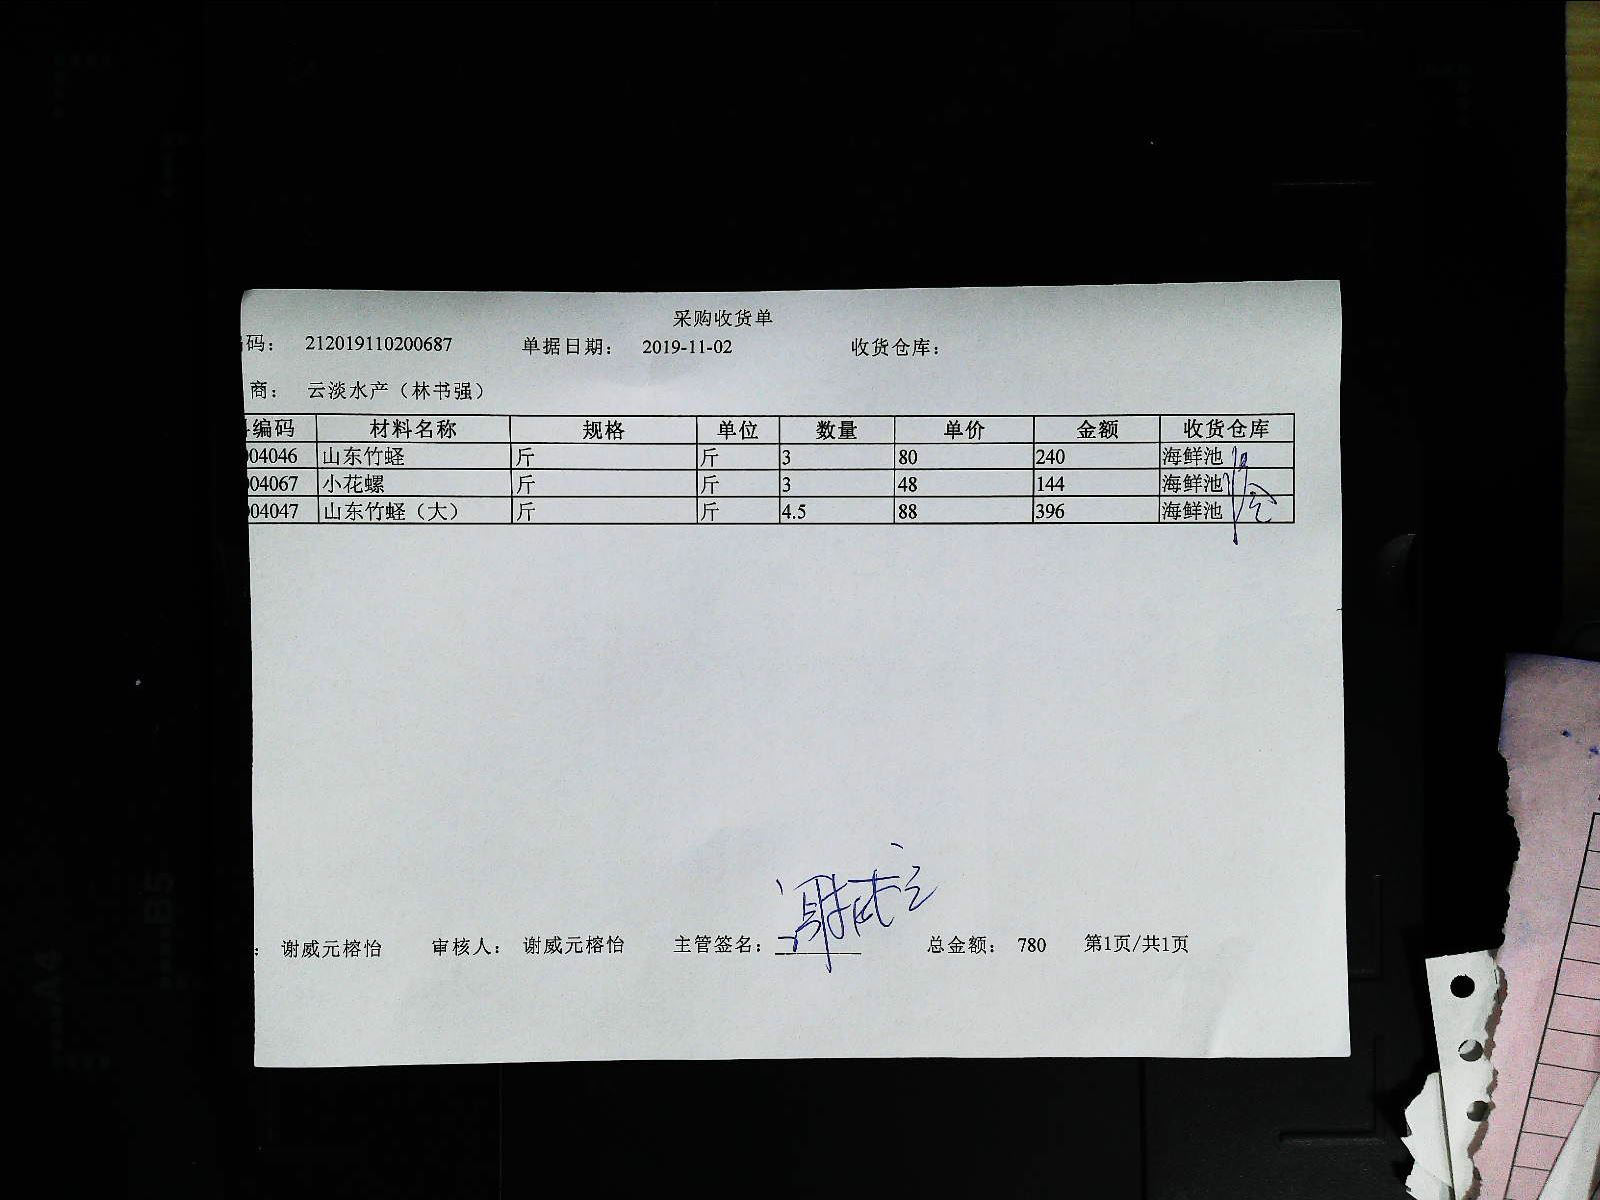 采购收货单
码： 212019110200687 单据日期： 2019-11-02 收货仓库：
商： 云淡水产（林书强）
编码 材料名称 规格 单位 数量 单价 金额 收货仓库
04046 山东竹蛏 斤 斤 3 80 240 海鲜池
04067 小花螺 斤 斤 3 48 144 海鲜池
04047 山东竹蛏（大） 斤 斤 4.5 88 396 海鲜池
： 谢威元榕怡 审核人： 谢威元榕怡 主管签名： 总金额： 780 第1页/共1页